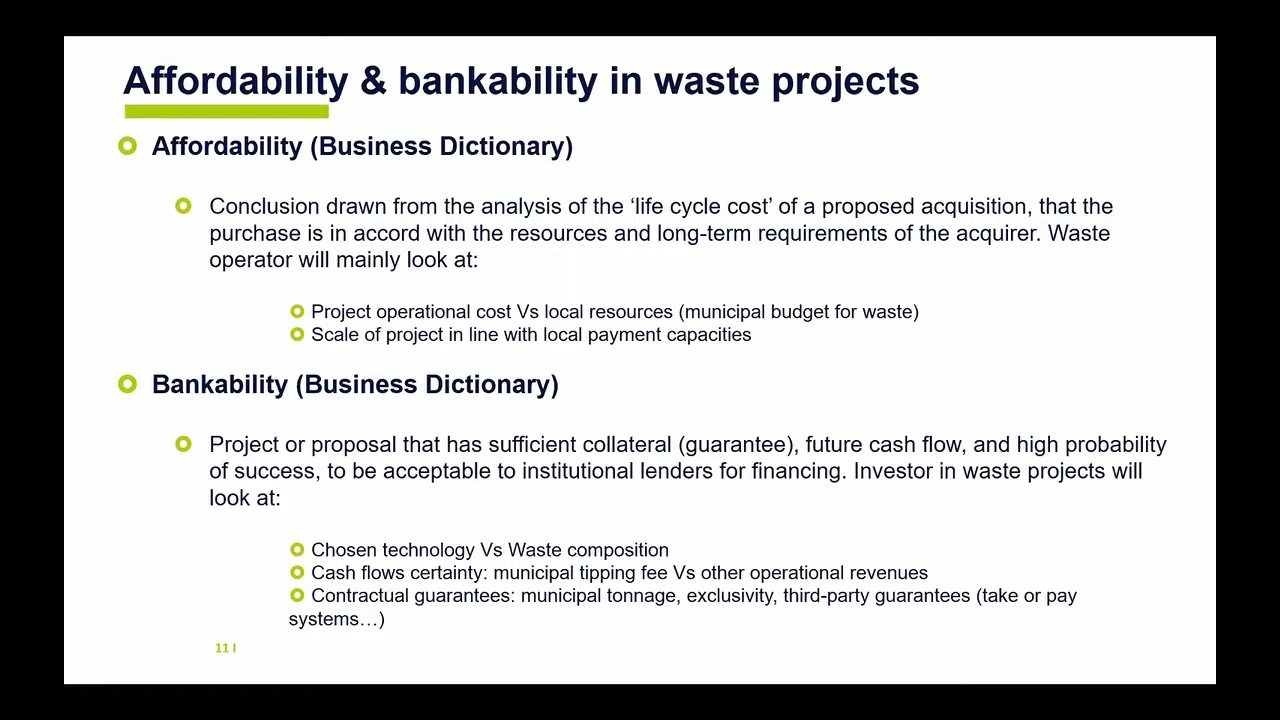 Affordability & bankability in waste projects
Affordability (Business Dictionary)
Conclusion drawn from the analysis of the ‘life cycle cost’ of a proposed acquisition, that the
purchase is in accord with the resources and long-term requirements of the acquirer. Waste
operator will mainly look at:
Project operational cost Vs local resources (municipal budget for waste)
Scale of project in line with local payment capacities
Bankability (Business Dictionary)
Project or proposal that has sufficient collateral (guarantee), future cash flow, and high probability
of success, to be acceptable to institutional lenders for financing. Investor in waste projects will
look at:
Chosen technology Vs Waste composition
Cash flows certainty: municipal tipping fee Vs other operational revenues
Contractual guarantees: municipal tonnage, exclusivity, third-party guarantees (take or pay
systems…)
11 I